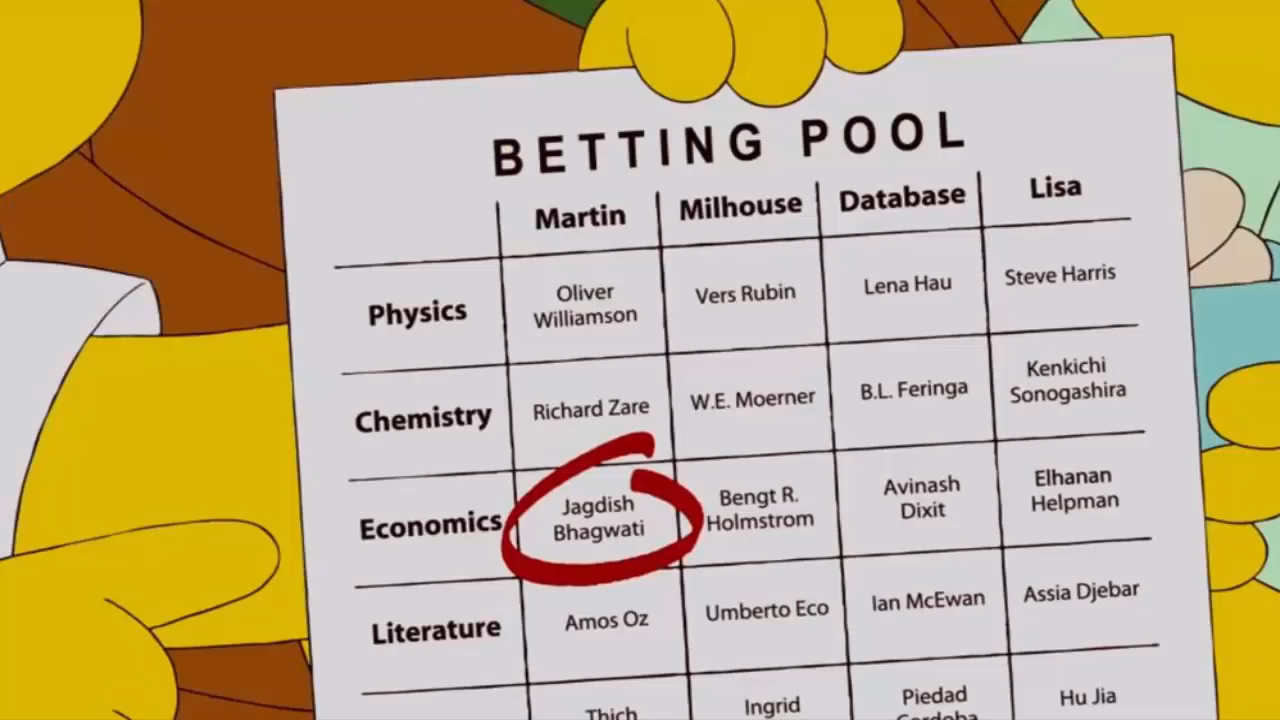 BETTING POOL
Martin Milhouse Database Lisa
Physics Oliver Williamson Vers Rubin Lena Hau Steve Harris
Chemistry Richard Zare W.E. Moerner B.L. Feringa Kenkichi Sonogashira
Economics Jagdish Bhagwati Bengt R. Holmstrom Avinash Dixit Elhanan Helpman
Literature Amos Oz Umberto Eco Ian McEwan Assia Djebar
Thich Ingrid Piedad Hu Jia